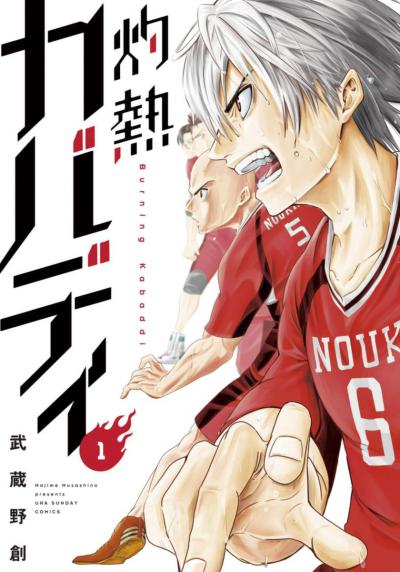 灼熱
カバディ
Burning Kabaddi
1
武蔵野創
Hajime Musashino
presents
URA SUNDAY
COMICS
NOUK
5
NOUK
6